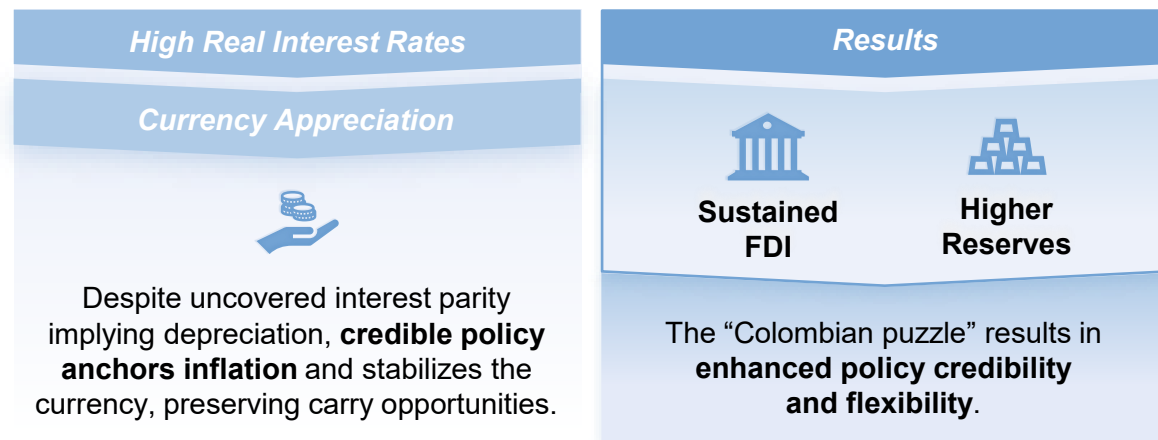 High Real Interest Rates
Currency Appreciation
Despite uncovered interest parity
implying depreciation, credible policy
anchors inflation and stabilizes the
currency, preserving carry opportunities.
Results
Sustained
FDI
Higher
Reserves
The “Colombian puzzle” results in
enhanced policy credibility
and flexibility.